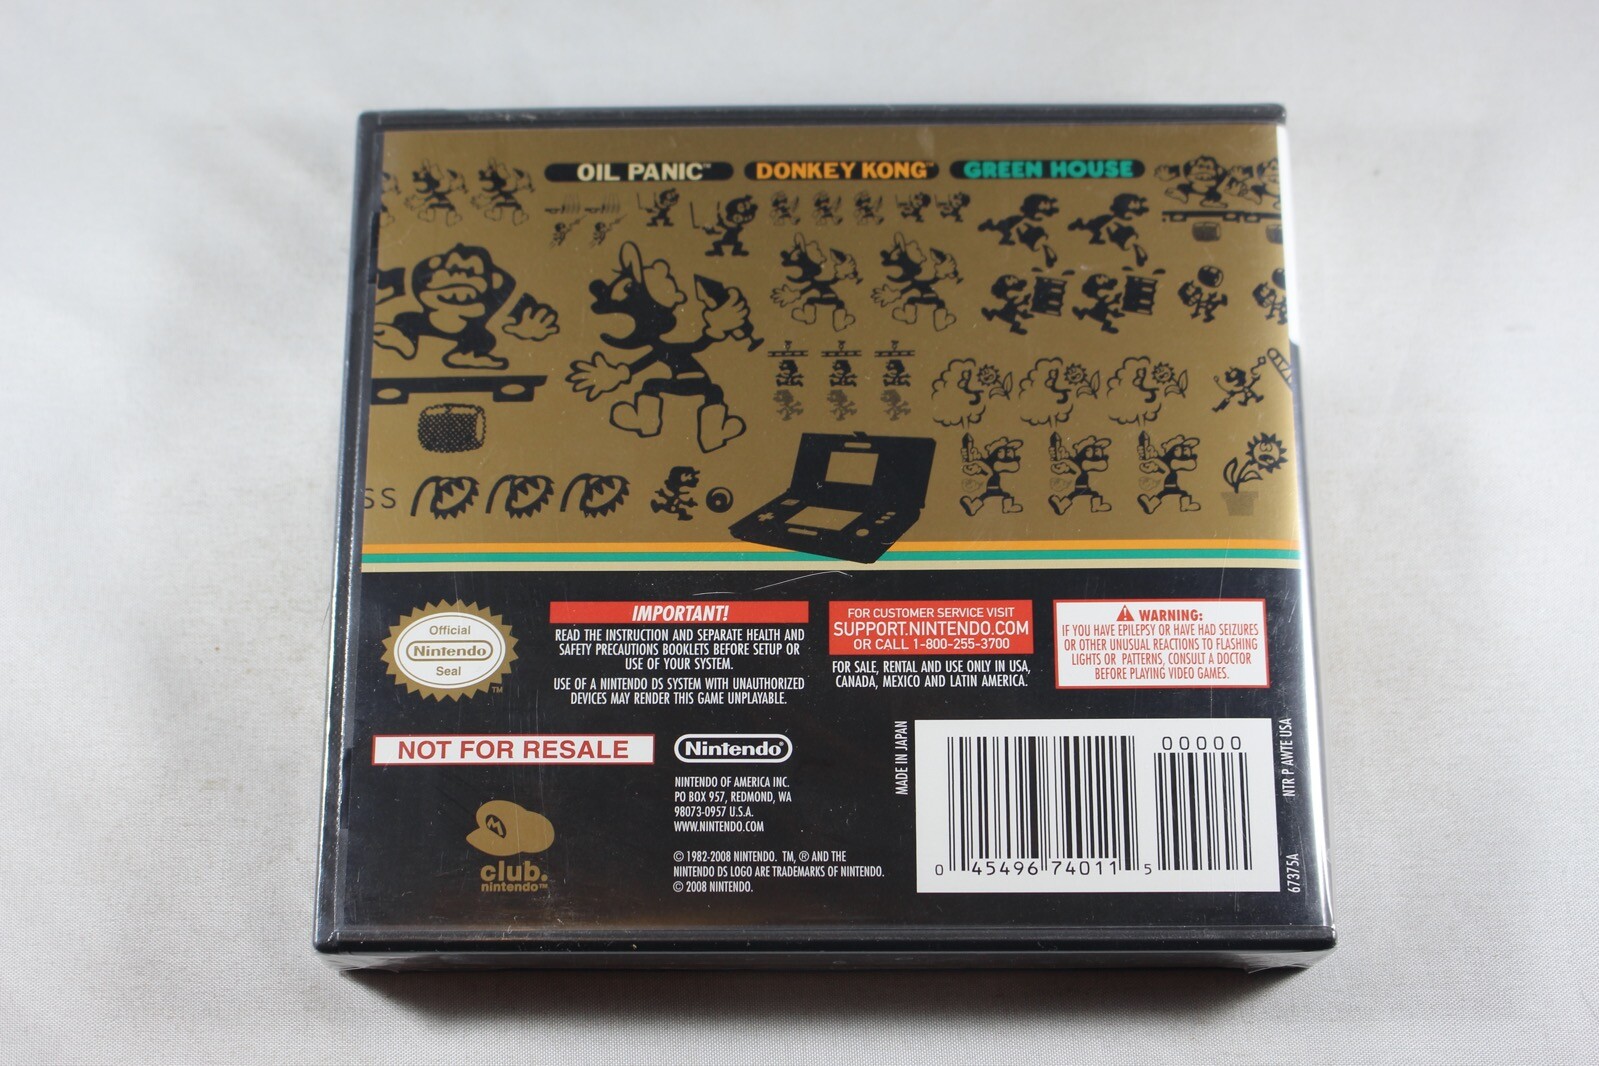 OIL PANIC™ DONKEY KONG™ GREEN HOUSE
SS
Official
Nintendo
Seal
™
IMPORTANT!
READ THE INSTRUCTION AND SEPARATE HEALTH AND
SAFETY PRECAUTIONS BOOKLETS BEFORE SETUP OR
USE OF YOUR SYSTEM.
USE OF A NINTENDO DS SYSTEM WITH UNAUTHORIZED
DEVICES MAY RENDER THIS GAME UNPLAYABLE.
FOR CUSTOMER SERVICE VISIT
SUPPORT.NINTENDO.COM
OR CALL 1-800-255-3700
FOR SALE, RENTAL AND USE ONLY IN USA,
CANADA, MEXICO AND LATIN AMERICA.
WARNING:
IF YOU HAVE EPILEPSY OR HAVE HAD SEIZURES
OR OTHER UNUSUAL REACTIONS TO FLASHING
LIGHTS OR PATTERNS, CONSULT A DOCTOR
BEFORE PLAYING VIDEO GAMES.
NOT FOR RESALE
M
club.
nintendo™
Nintendo®
NINTENDO OF AMERICA INC.
PO BOX 957, REDMOND, WA
98073-0957 U.S.A.
WWW.NINTENDO.COM
© 1982-2008 NINTENDO. TM, ® AND THE
NINTENDO DS LOGO ARE TRADEMARKS OF NINTENDO.
© 2008 NINTENDO.
MADE IN JAPAN
00000
0 45496 74011 5
NTR P AWTE USA
67375A